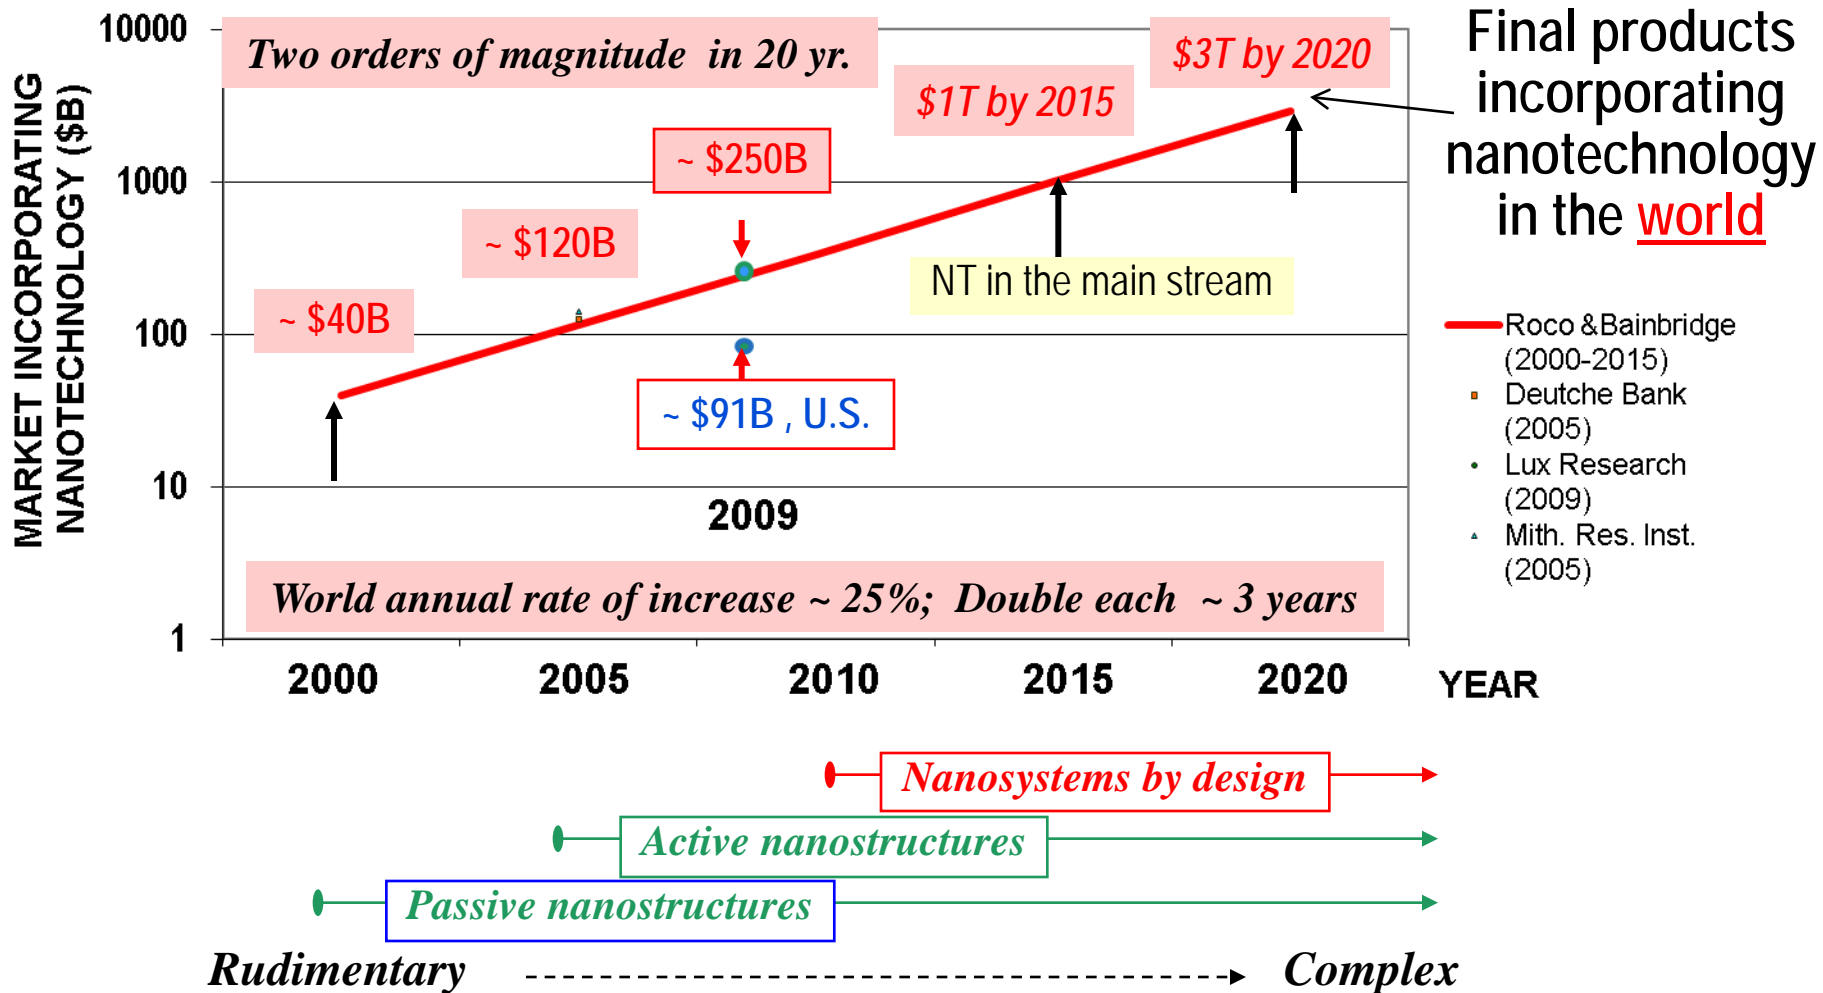 10000
1000
100
10
1
MARKET INCORPORATING
NANOTECHNOLOGY ($B)
Two orders of magnitude in 20 yr.
$3T by 2020
$1T by 2015
~ $250B
~ $120B
~ $40B
NT in the main stream
~ $91B , U.S.
2009
World annual rate of increase ~ 25%; Double each ~ 3 years
2000
2005
2010
2015
2020
YEAR
Final products
incorporating
nanotechnology
in the world
Roco &Bainbridge
(2000-2015)
Deutche Bank
(2005)
Lux Research
(2009)
Mith. Res. Inst.
(2005)
Nanosystems by design
Active nanostructures
Passive nanostructures
Rudimentary
Complex